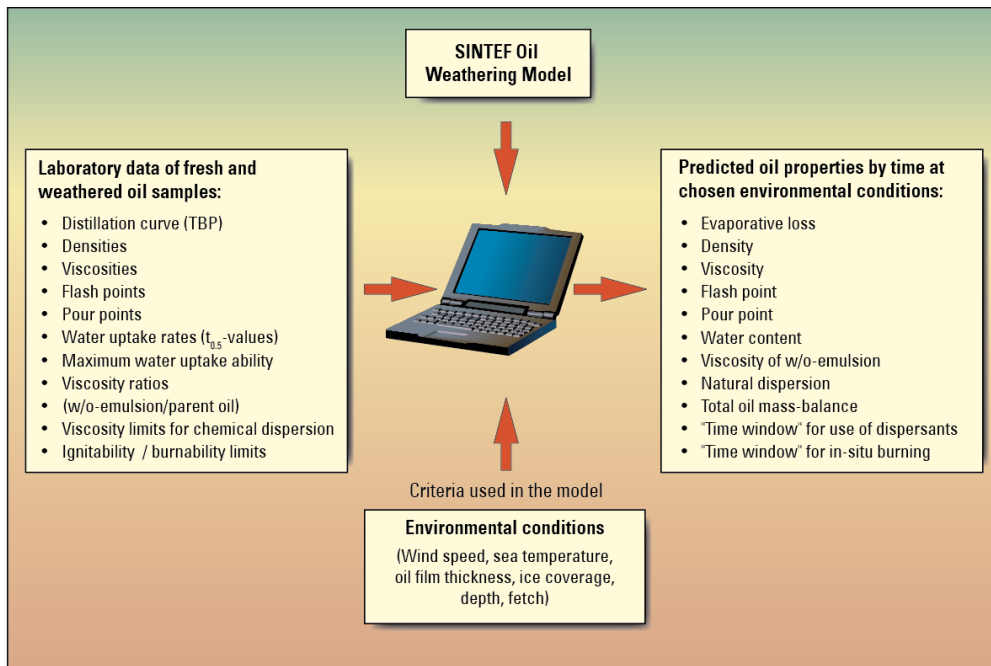 SINTEF Oil
Weathering Model
Laboratory data of fresh and
weathered oil samples:
• Distillation curve (TBP)
• Densities
• Viscosities
• Flash points
• Pour points
• Water uptake rates (t0.5-values)
• Maximum water uptake ability
• Viscosity ratios
• (w/o-emulsion/parent oil)
• Viscosity limits for chemical dispersion
• Ignitability / burnability limits
Predicted oil properties by time at
chosen environmental conditions:
• Evaporative loss
• Density
• Viscosity
• Flash point
• Pour point
• Water content
• Viscosity of w/o-emulsion
• Natural dispersion
• Total oil mass-balance
• "Time window" for use of dispersants
• "Time window" for in-situ burning
Criteria used in the model
Environmental conditions
(Wind speed, sea temperature,
oil film thickness, ice coverage,
depth, fetch)